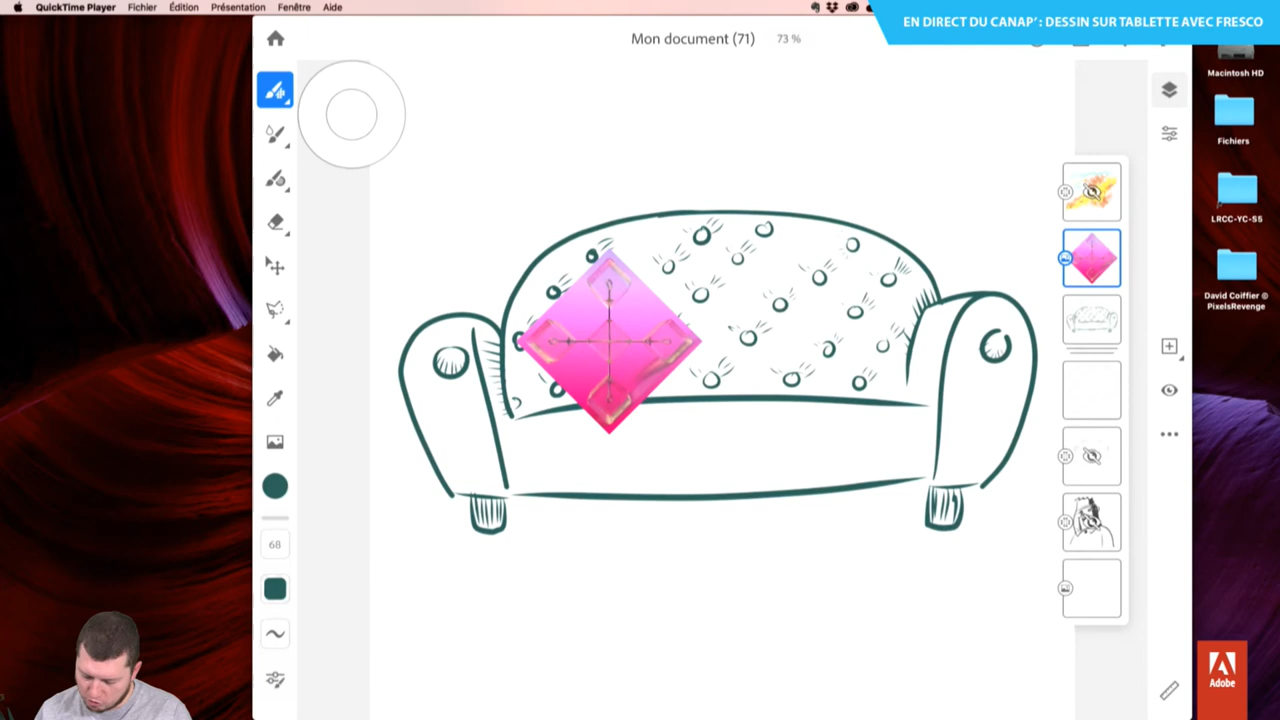 QuickTime Player Fichier Édition Présentation Fenêtre Aide
EN DIRECT DU CANAP' : DESSIN SUR TABLETTE AVEC FRESCO
Mon document (71) 73 %
Macintosh HD
Fichiers
LRCC-YC-S5
David Coiffier ©
PixelsRevenge
68
Adobe